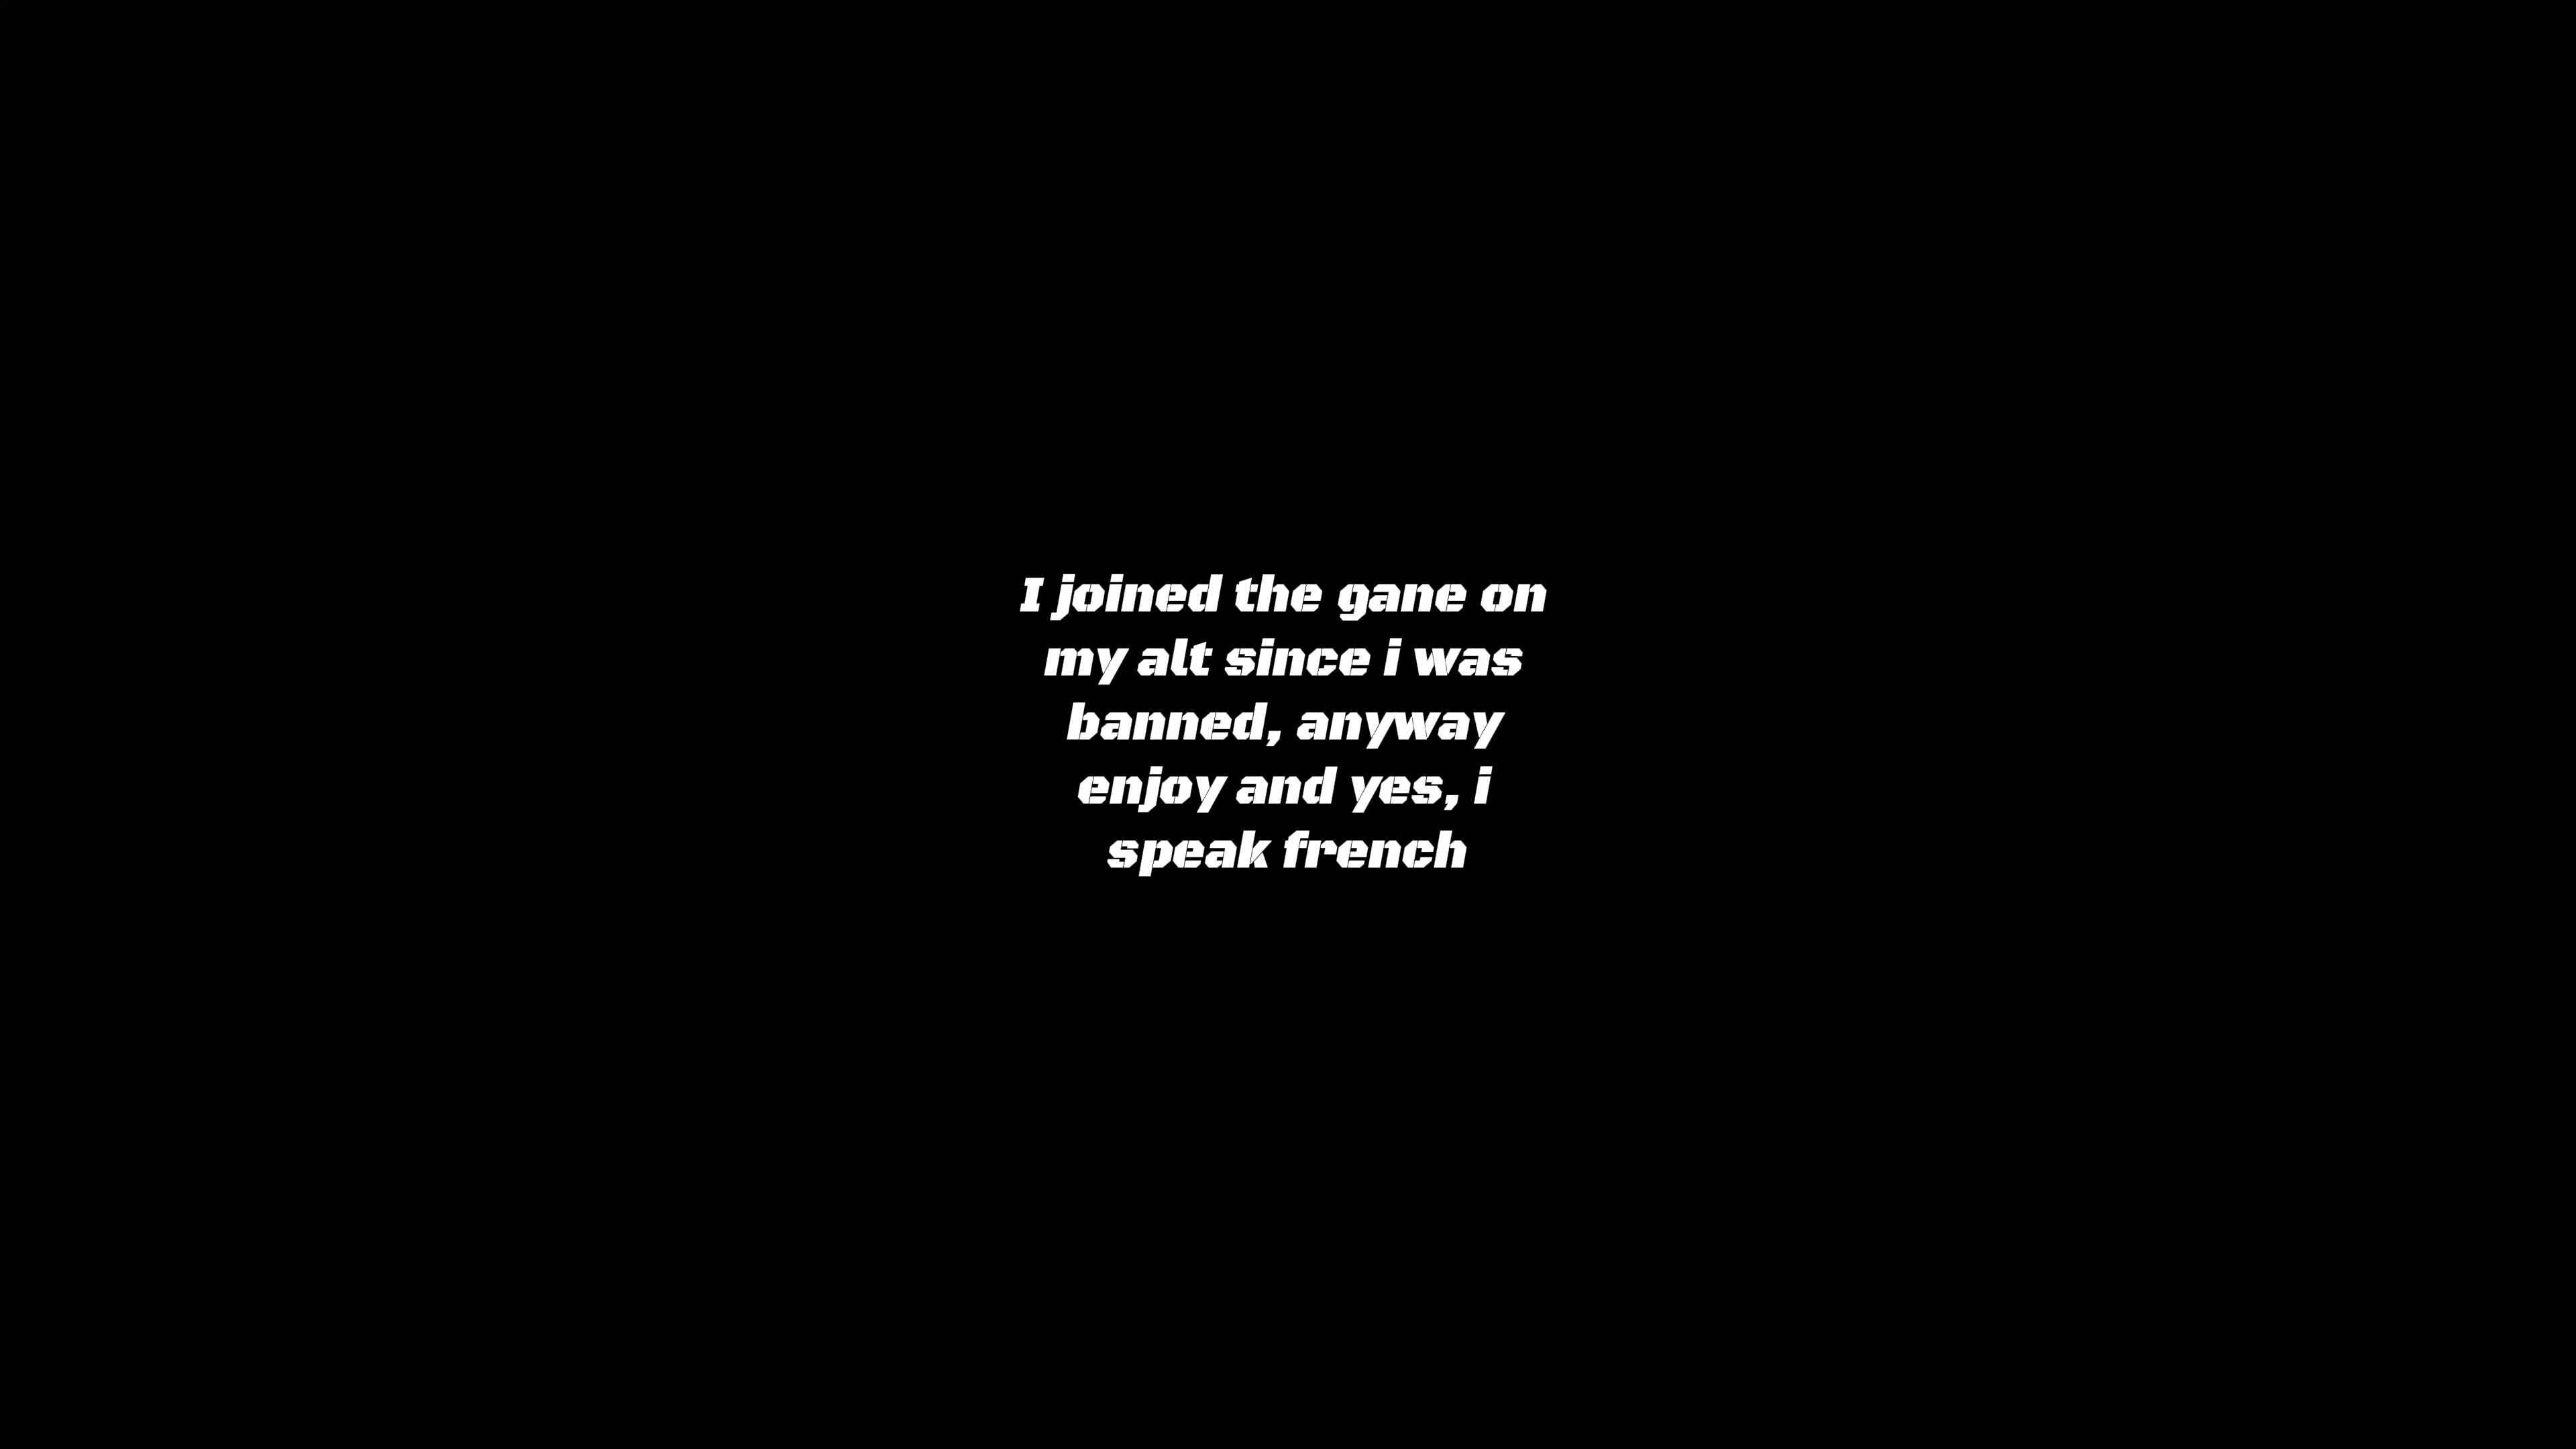 I joined the gane on
my alt since i was
banned, anyway
enjoy and yes, i
speak french